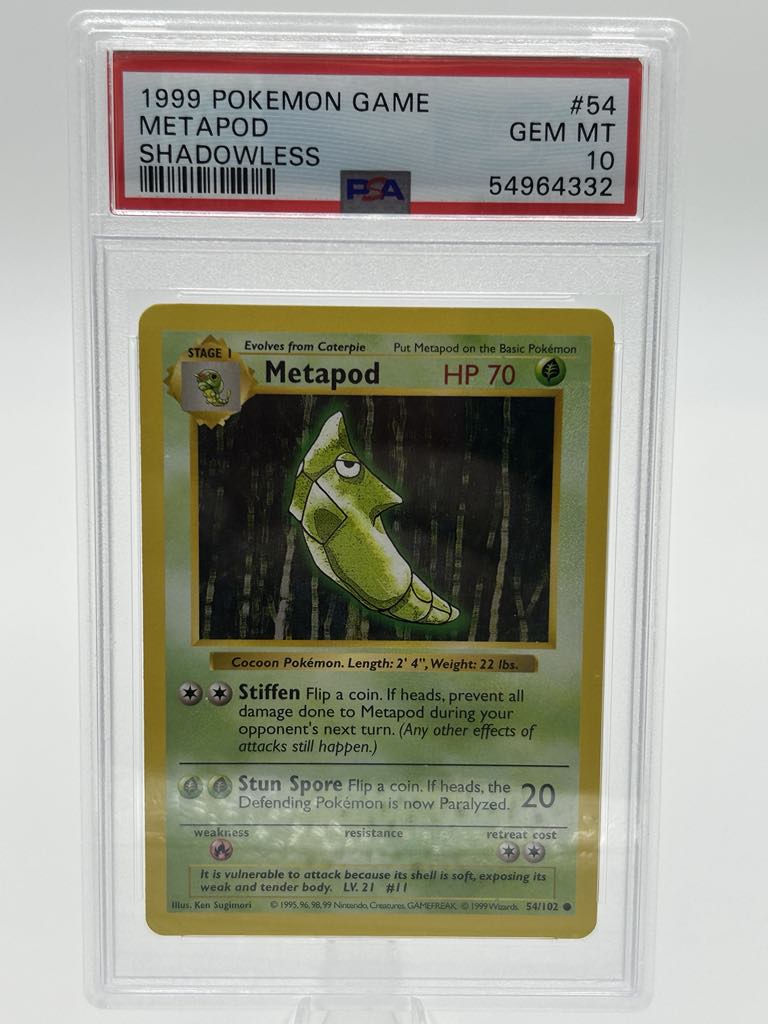 1999 POKEMON GAME #54
METAPOD GEM MT
SHADOWLESS 10
PSA 54964332
STAGE 1 Evolves from Caterpie Put Metapod on the Basic Pokémon
Metapod HP 70
Cocoon Pokémon. Length: 2' 4", Weight: 22 lbs.
Stiffen Flip a coin. If heads, prevent all
damage done to Metapod during your
opponent's next turn. (Any other effects of
attacks still happen.)
Stun Spore Flip a coin. If heads, the
Defending Pokémon is now Paralyzed. 20
weakness resistance retreat cost
It is vulnerable to attack because its shell is soft, exposing its
weak and tender body. LV. 21 #11
Illus. Ken Sugimori © 1995, 96, 98, 99 Nintendo, Creatures, GAMEFREAK. © 1999 Wizards. 54/102